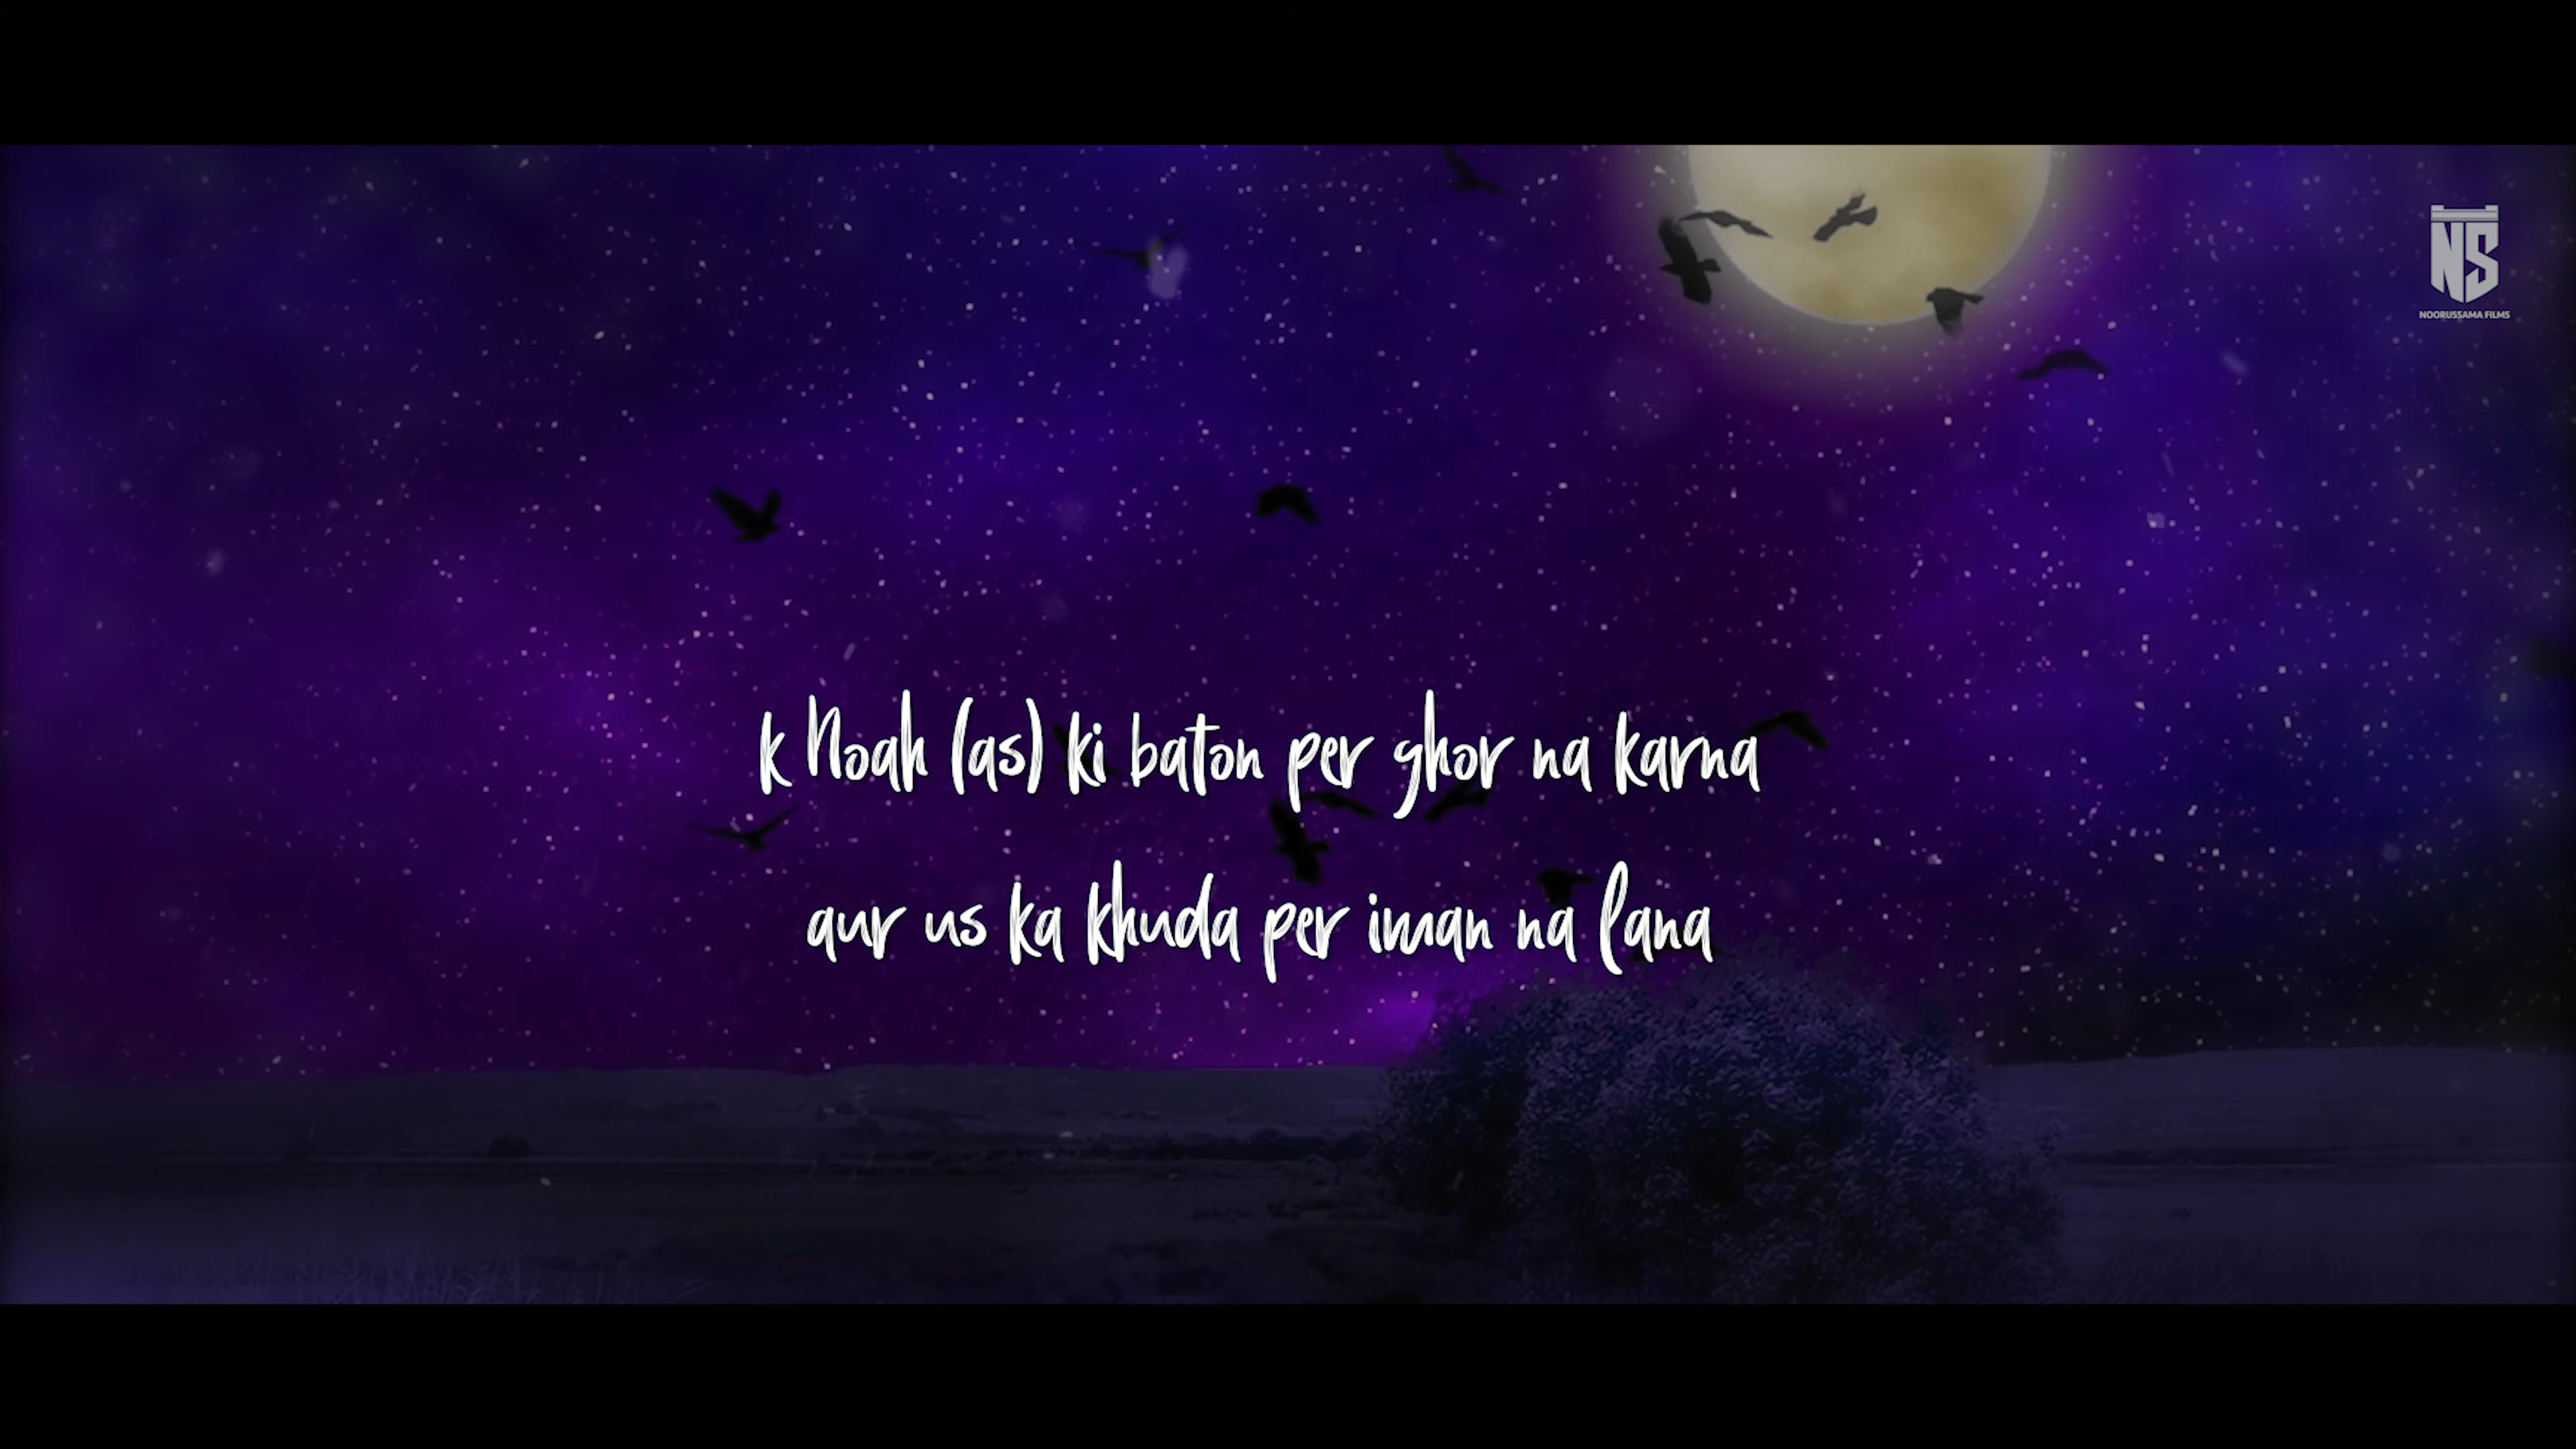 NS
NOORUSSAMA FILMS
k Noah (as) ki baton per ghor na karna
aur us ka khuda per iman na lana